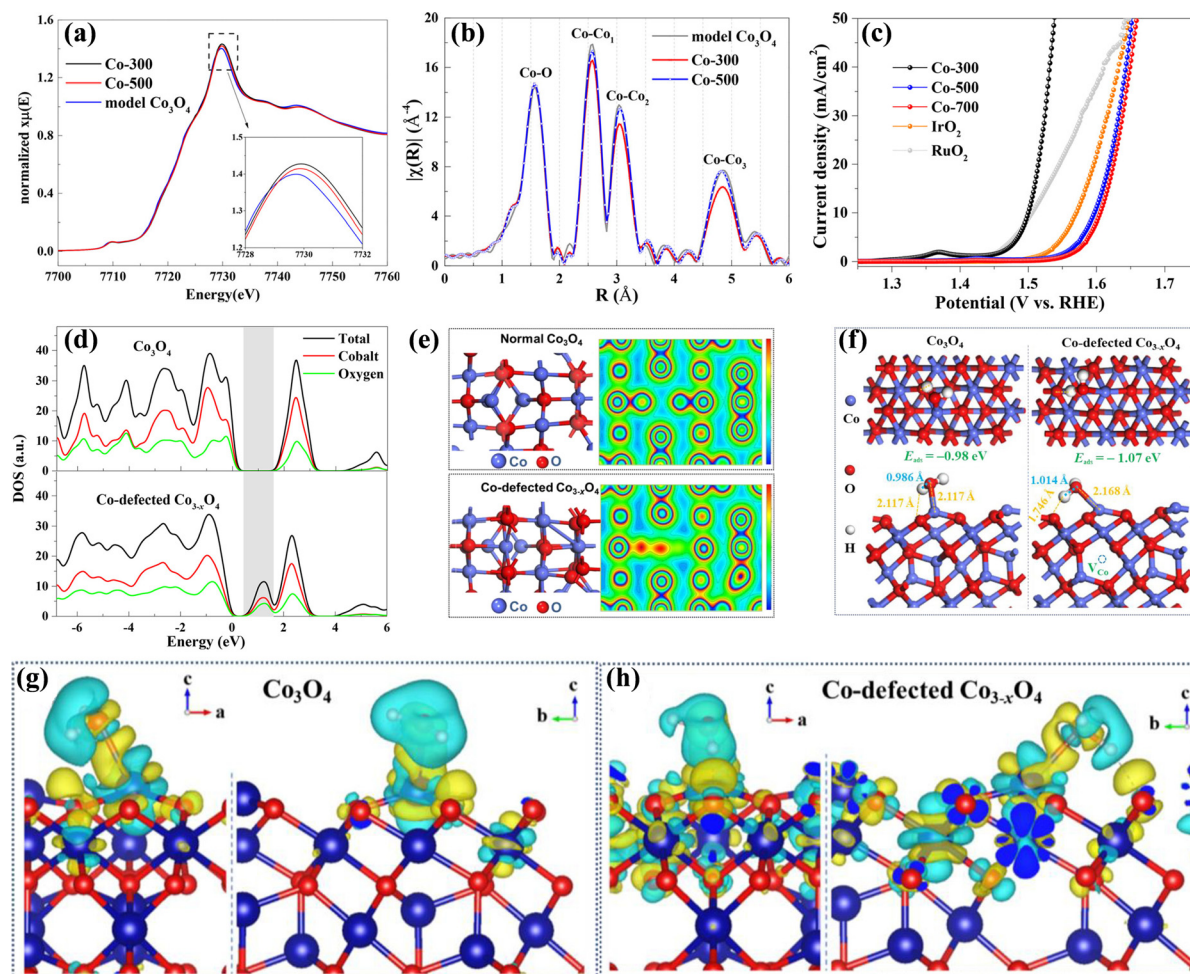 (a)
1.6
1.2
0.8
0.4
0.0
normalized xμ(E)
Co-300
Co-500
model Co₃O₄
1.5
1.4
1.3
1.2
7728 7730 7732
7700 7710 7720 7730 7740 7750 7760
Energy(eV)
(b)
20
16
12
8
4
0
|χ(R)| (Å⁻⁴)
Co-O
Co-Co₁
Co-Co₂
Co-Co₃
model Co₃O₄
Co-300
Co-500
0 1 2 3 4 5 6
R (Å)
(c)
50
40
30
20
10
0
Current density (mA/cm²)
Co-300
Co-500
Co-700
IrO₂
RuO₂
1.3 1.4 1.5 1.6 1.7
Potential (V vs. RHE)
(d)
Co₃O₄
Total
Cobalt
Oxygen
40
30
20
10
0
DOS (a.u.)
Co-defected Co₃₋ₓO₄
40
30
20
10
0
-6 -4 -2 0 2 4 6
Energy (eV)
(e)
Normal Co₃O₄
Co O
Co-defected Co₃₋ₓO₄
Co O
(f)
Co₃O₄
Co-defected Co₃₋ₓO₄
Co
O
H
E_ads = −0.98 eV
E_ads = − 1.07 eV
0.986 Å
2.117 Å
2.117 Å
1.014 Å
1.746 Å
2.168 Å
V_Co
(g)
Co₃O₄
c
a
c
b
(h)
Co-defected Co₃₋ₓO₄
c
a
c
b